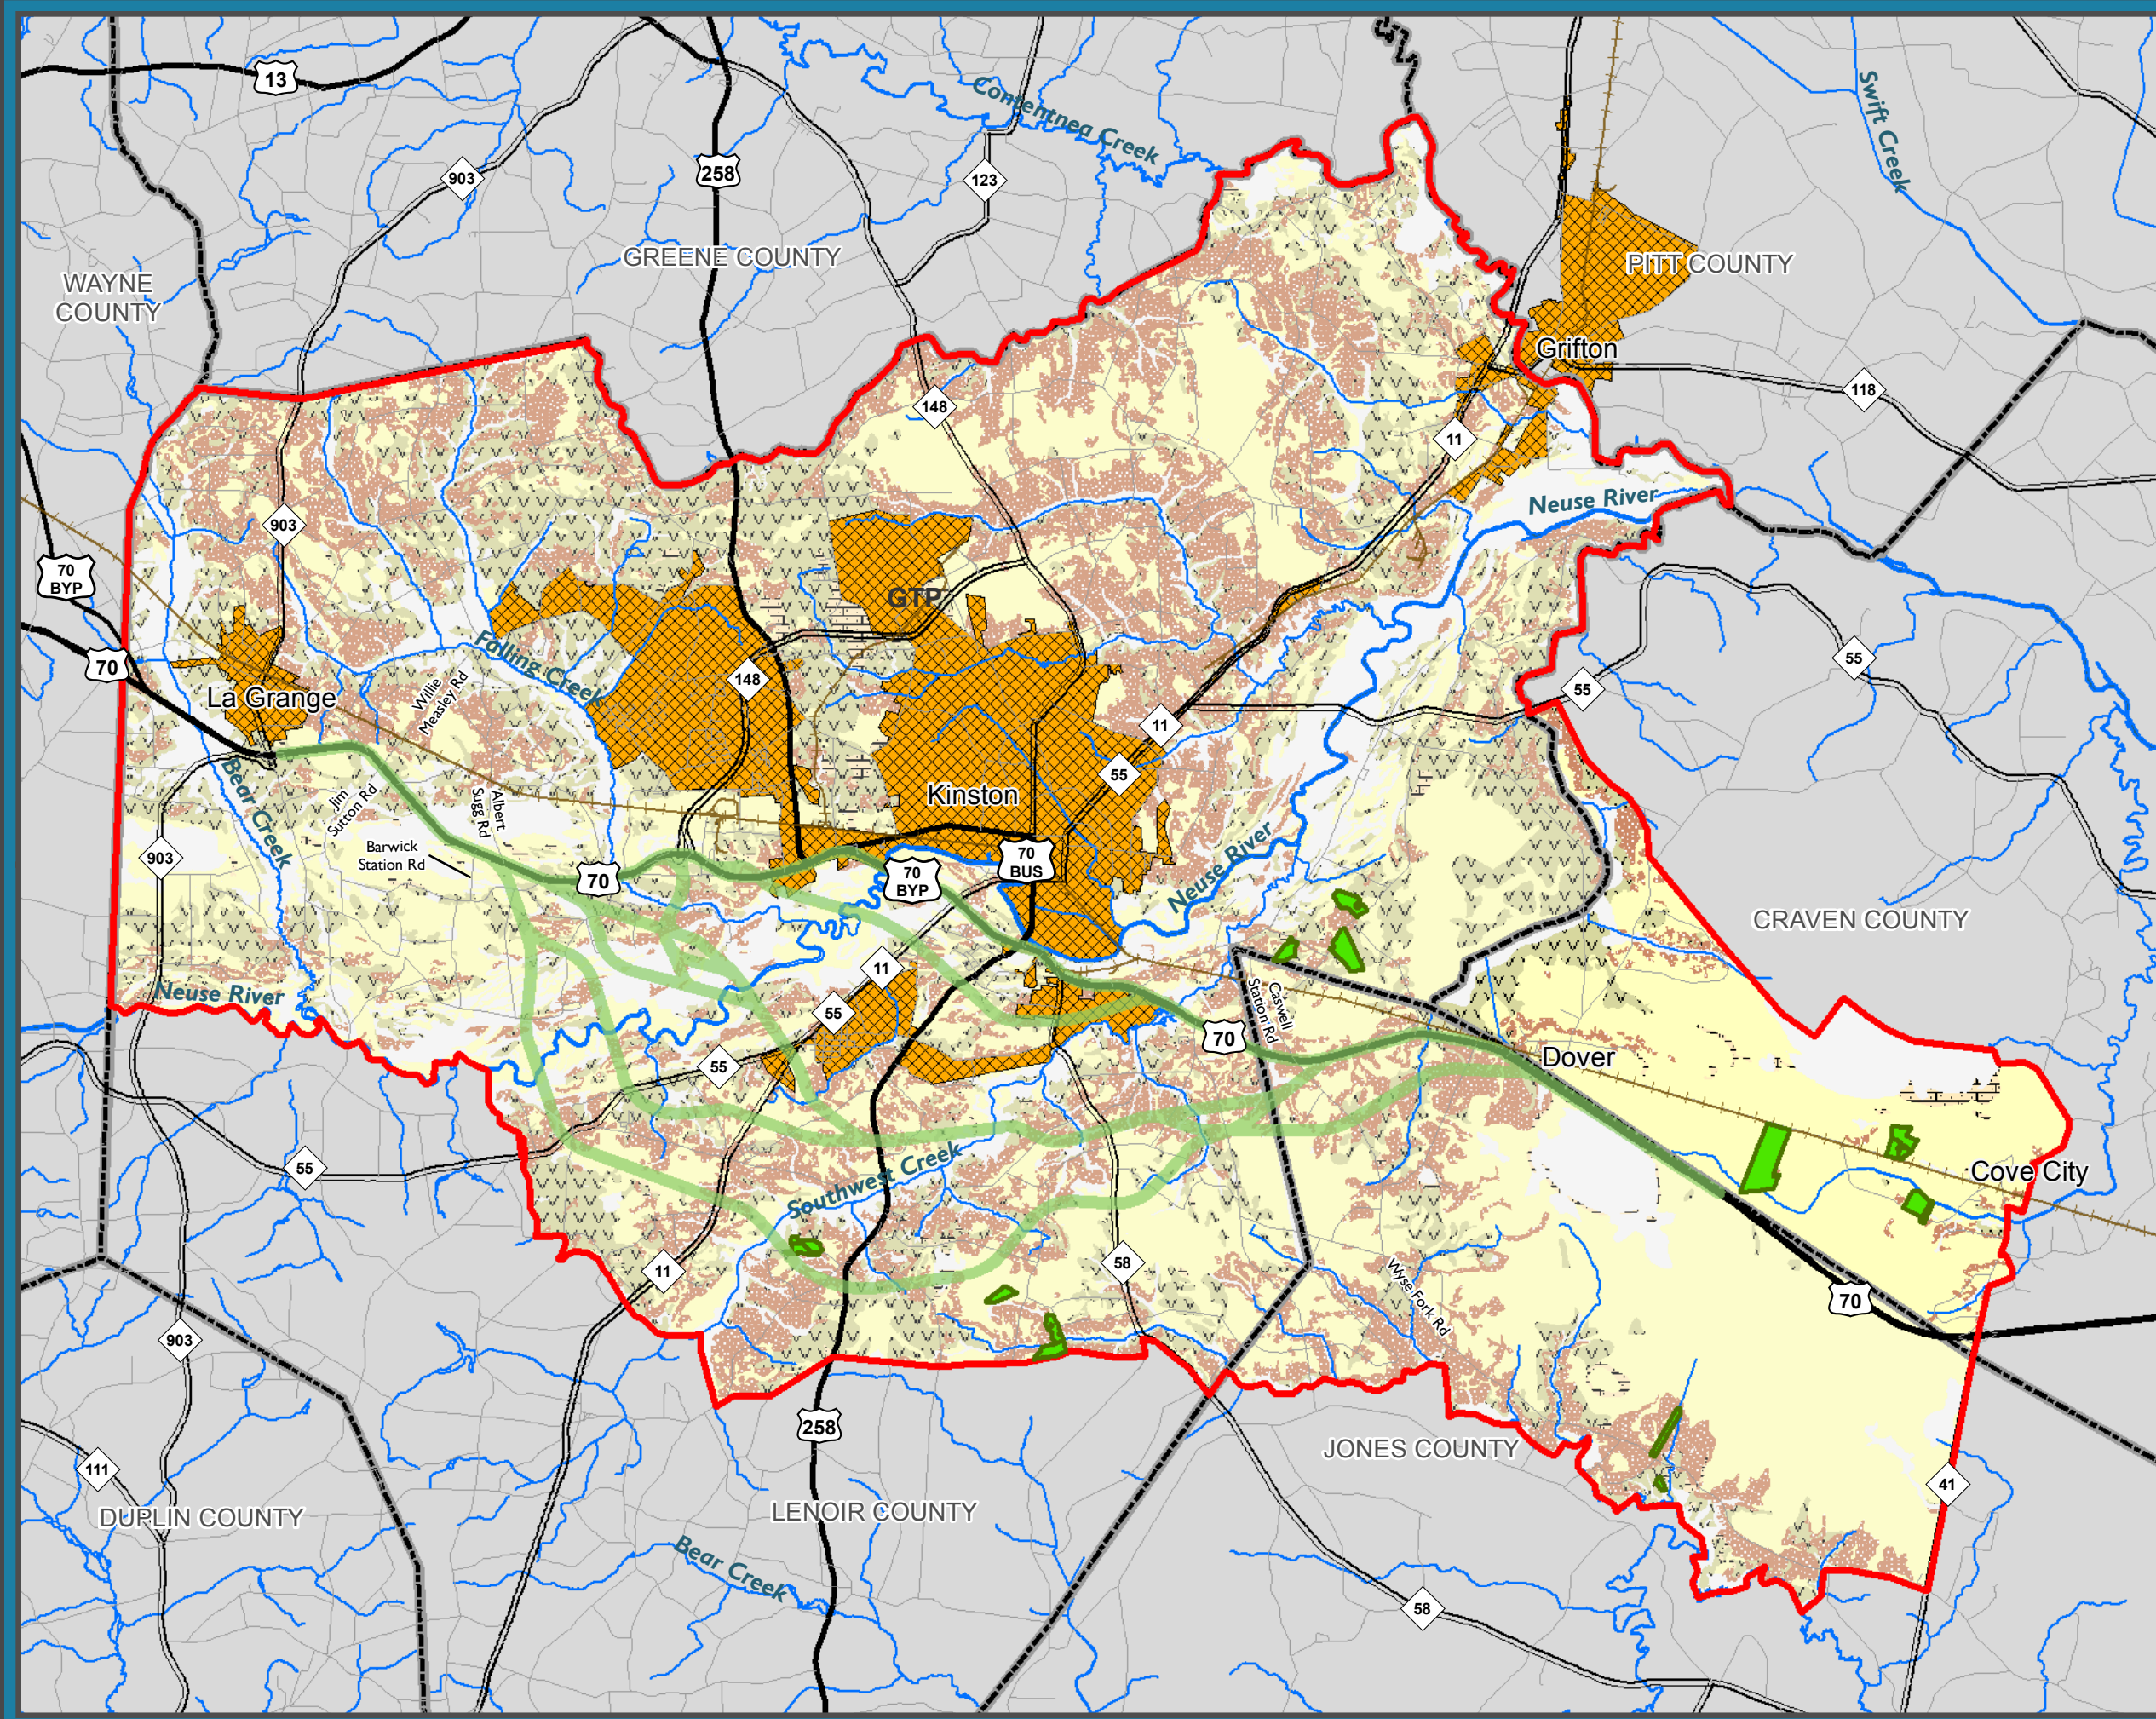 13
Contentnea Creek
Swift Creek
903
258
123
GREENE COUNTY
PITT COUNTY
WAYNE
COUNTY
Grifton
118
148
11
903
Neuse River
70
BYP
GTP
Falling Creek
55
55
70
La Grange
Willie
Measley Rd
148
11
55
Kinston
Bear Creek
Jim
Sutton Rd
Albert
Sugg Rd
Barwick
Station Rd
903
70
70
BYP
70
BUS
Neuse River
CRAVEN COUNTY
11
Neuse River
55
Caswell
Station Rd
70
Dover
55
55
Cove City
Southwest Creek
11
58
Wyse Fork Rd
70
903
258
JONES COUNTY
111
41
DUPLIN COUNTY
LENOIR COUNTY
Bear Creek
58